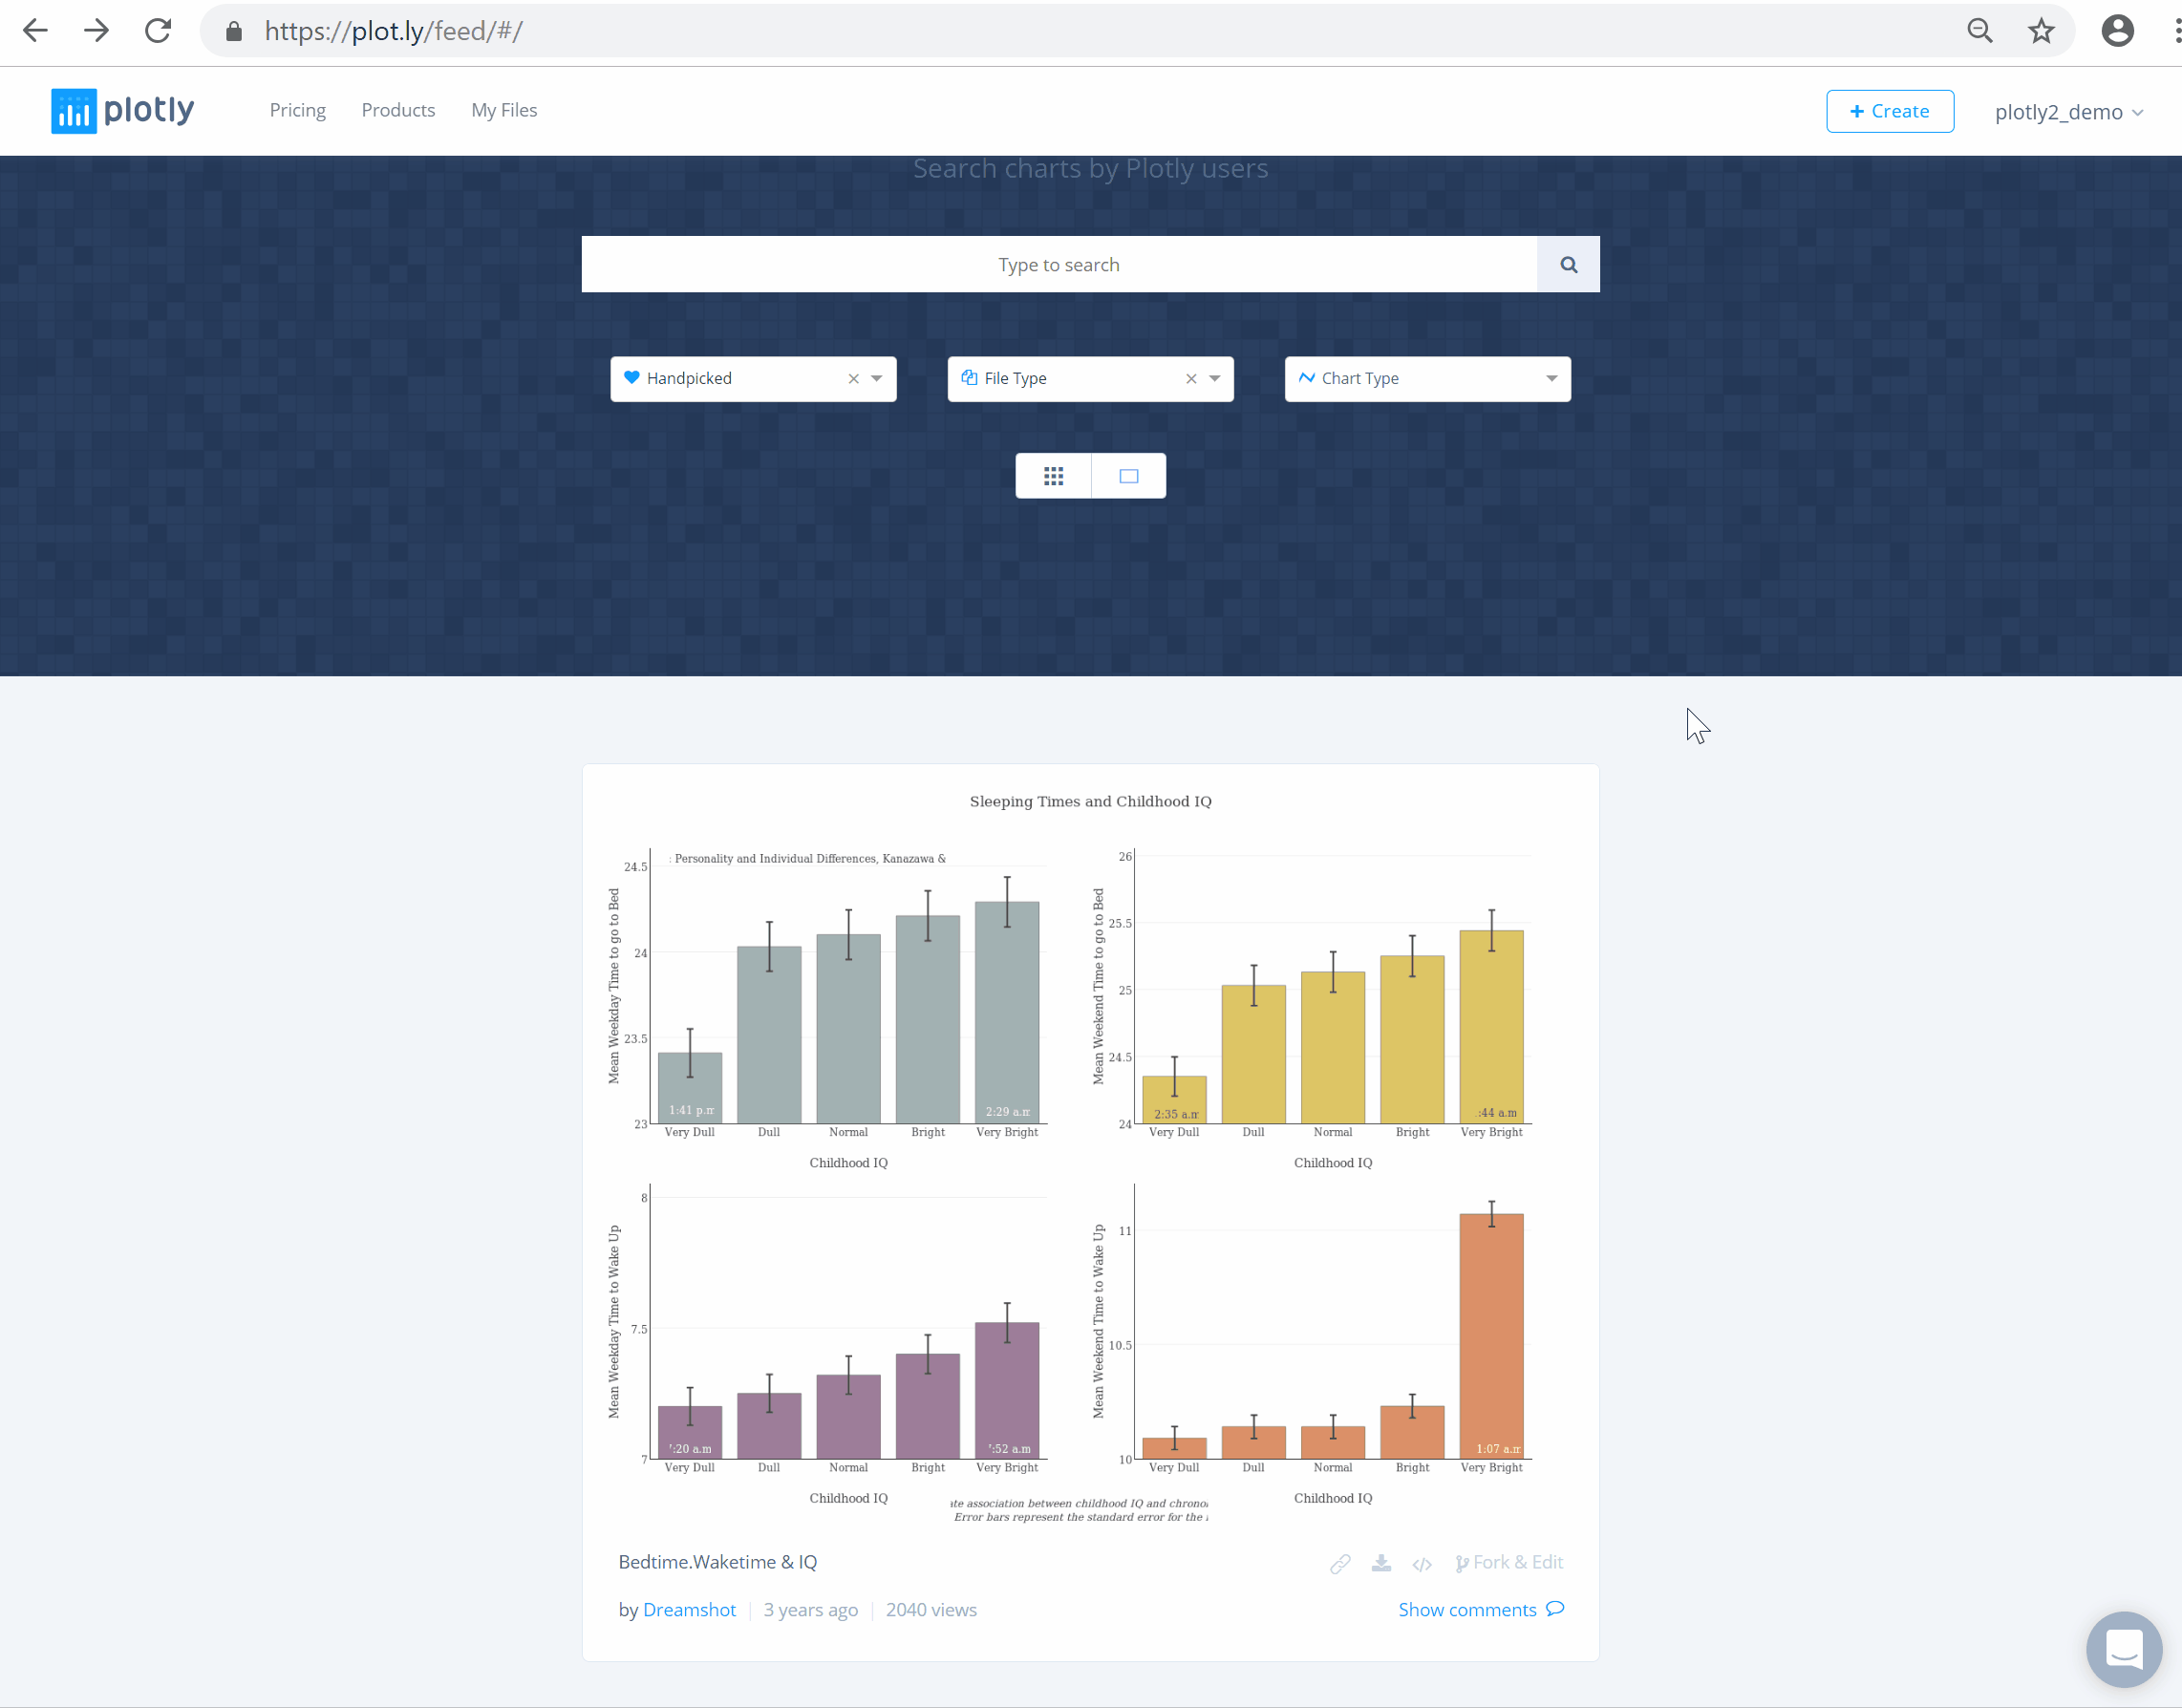 https://plot.ly/feed/#/
plotly
Pricing Products My Files
+ Create
plotly2_demo
Search charts by Plotly users
Type to search
Handpicked
File Type
Chart Type
Sleeping Times and Childhood IQ
: Personality and Individual Differences, Kanazawa &
Mean Weekday Time to go to Bed
24.5
24
23.5
23
1:41 p.m
2:29 a.m
Very Dull Dull Normal Bright Very Bright
Childhood IQ
Mean Weekend Time to go to Bed
26
25.5
25
24.5
24
2:35 a.m
:44 a.m
Very Dull Dull Normal Bright Very Bright
Childhood IQ
Mean Weekday Time to Wake Up
8
7.5
7
:20 a.m
:52 a.m
Very Dull Dull Normal Bright Very Bright
Childhood IQ
Mean Weekend Time to Wake Up
11
10.5
10
1:07 a.m
Very Dull Dull Normal Bright Very Bright
Childhood IQ
association between childhood IQ and
Error bars represent the standard error for the
Bedtime.Waketime & IQ
Fork & Edit
by Dreamshot 3 years ago 2040 views
Show comments